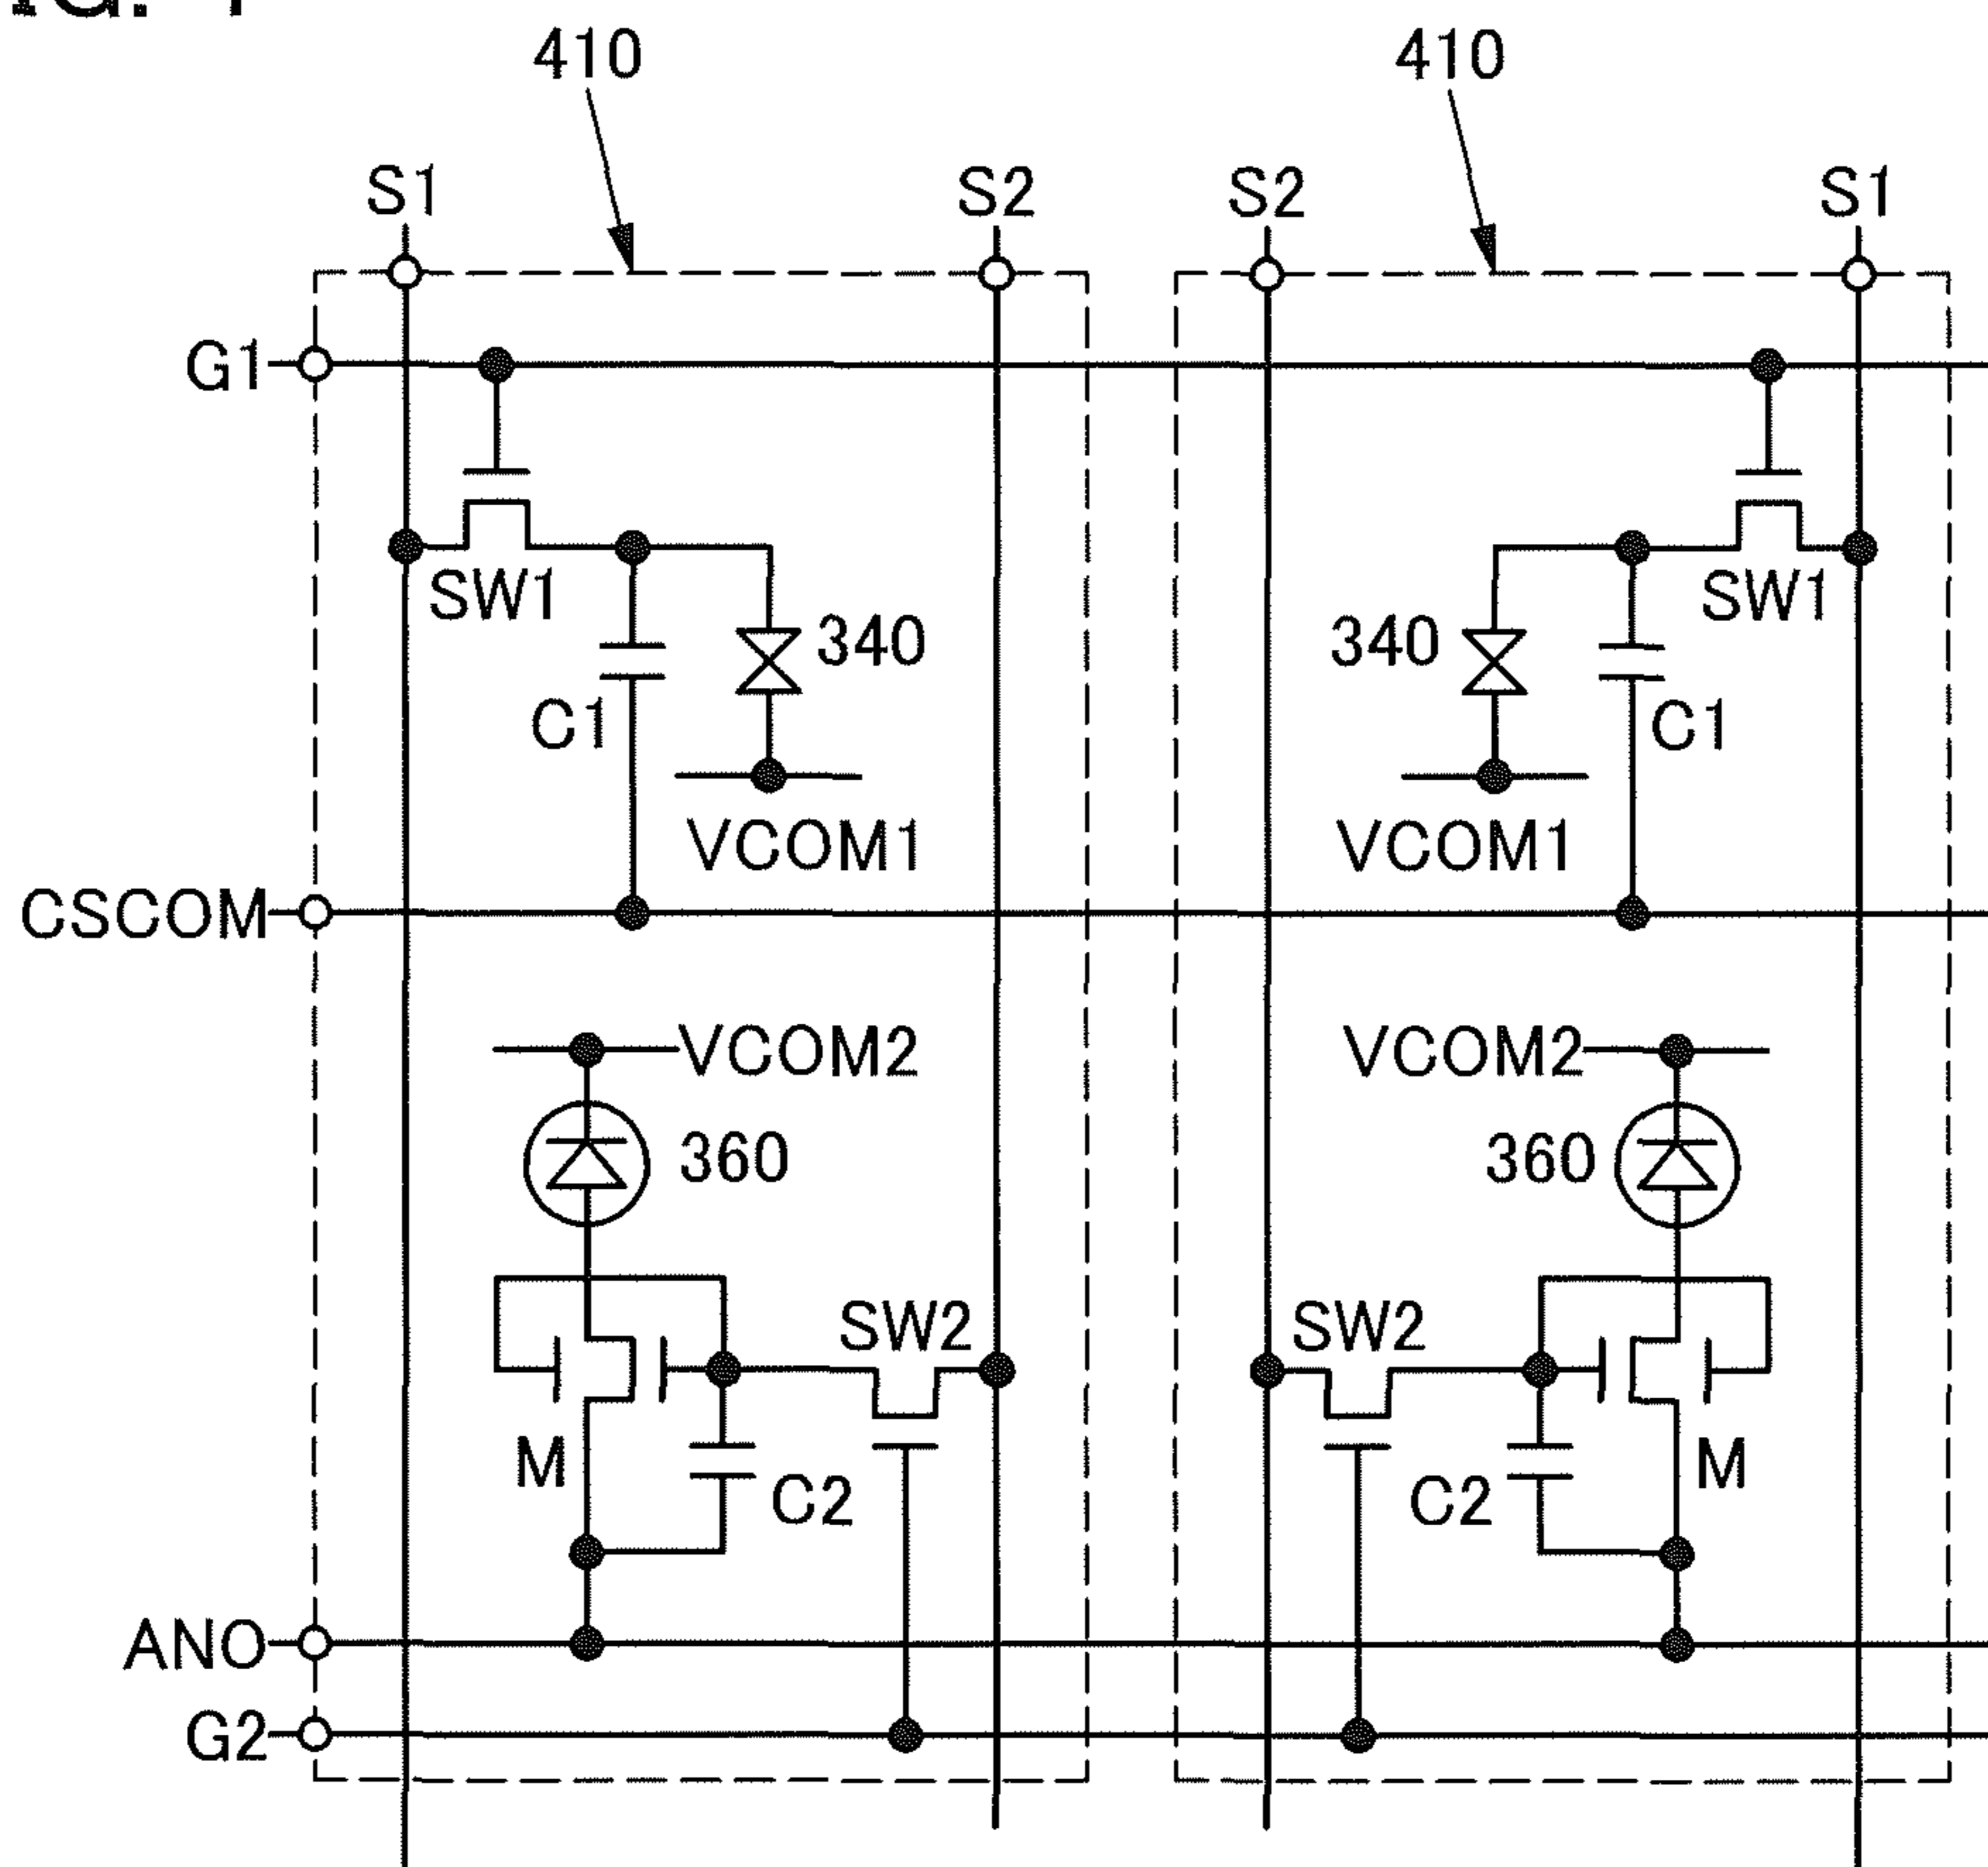 410 410
S1 S2 S2 S1
G1
SW1 SW1
340 340
C1 C1
VCOM1 VCOM1
CSCOM
VCOM2 VCOM2
360 360
SW2 SW2
M M
C2 C2
ANO
G2